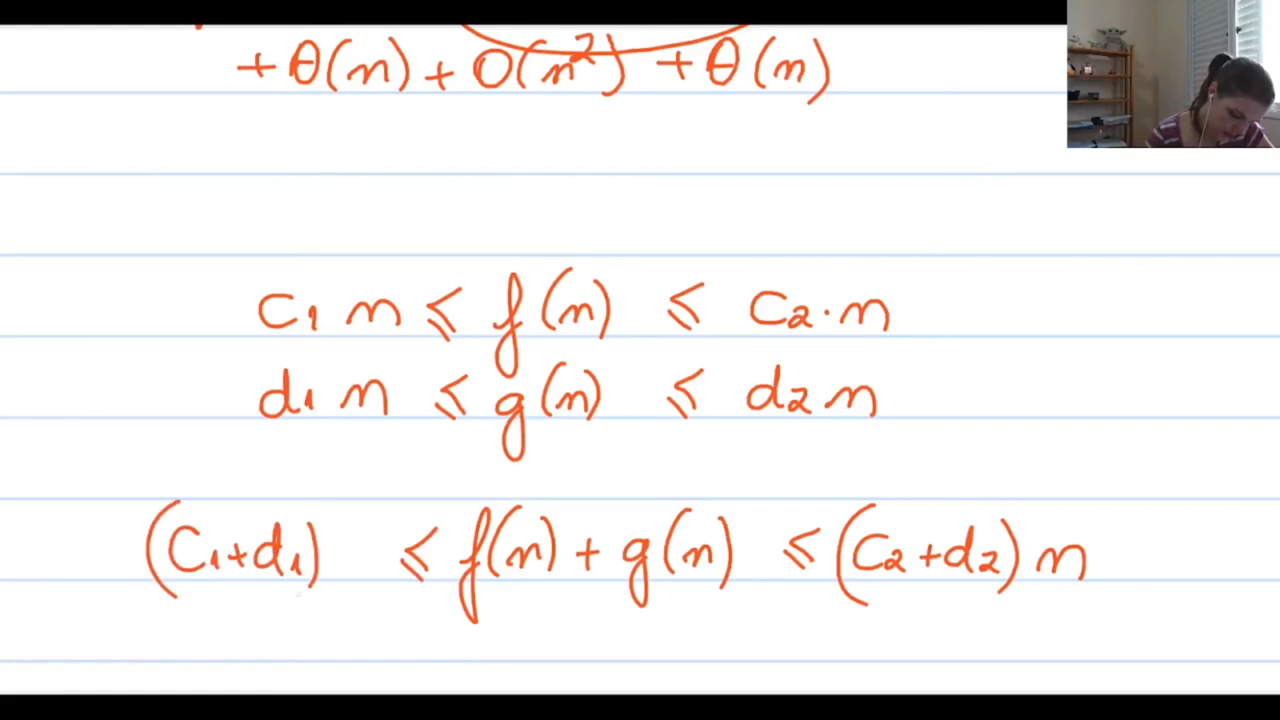 + θ(n) + O(n²) + θ(n)
c₁ n ≤ f(n) ≤ c₂·n
d₁ n ≤ g(n) ≤ d₂ n
(c₁+d₁) ≤ f(n) + g(n) ≤ (c₂+d₂) n